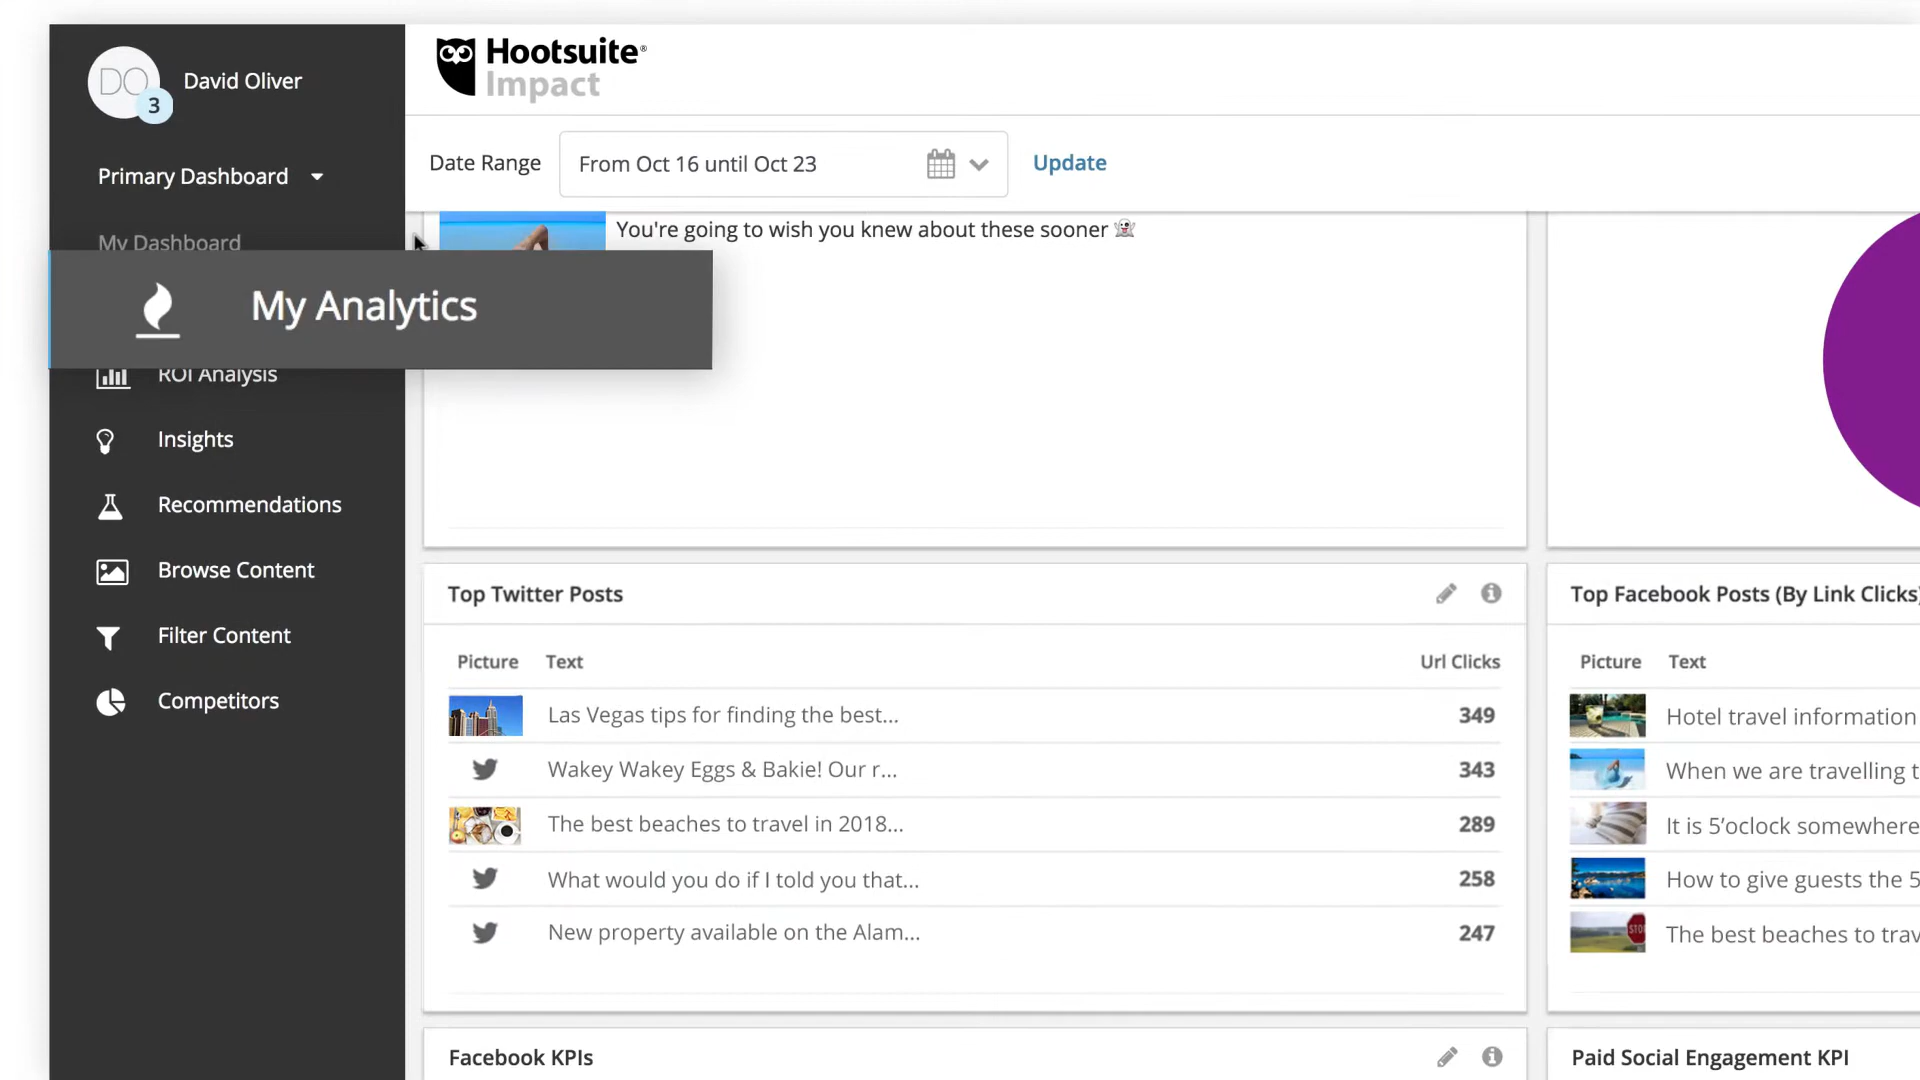 DO
3
David Oliver
Primary Dashboard
My Dashboard
My Analytics
ROI Analysis
Insights
Recommendations
Browse Content
Filter Content
Competitors
Hootsuite®
Impact
Date Range
From Oct 16 until Oct 23
Update
You're going to wish you knew about these sooner 👻
Top Twitter Posts
Picture Text Url Clicks
Las Vegas tips for finding the best... 349
Wakey Wakey Eggs & Bakie! Our r... 343
The best beaches to travel in 2018... 289
What would you do if I told you that... 258
New property available on the Alam... 247
Top Facebook Posts (By Link Clicks)
Picture Text
Hotel travel information
When we are travelling t
It is 5'oclock somewhere
How to give guests the 5
STOP
The best beaches to trav
Facebook KPIs
Paid Social Engagement KPI